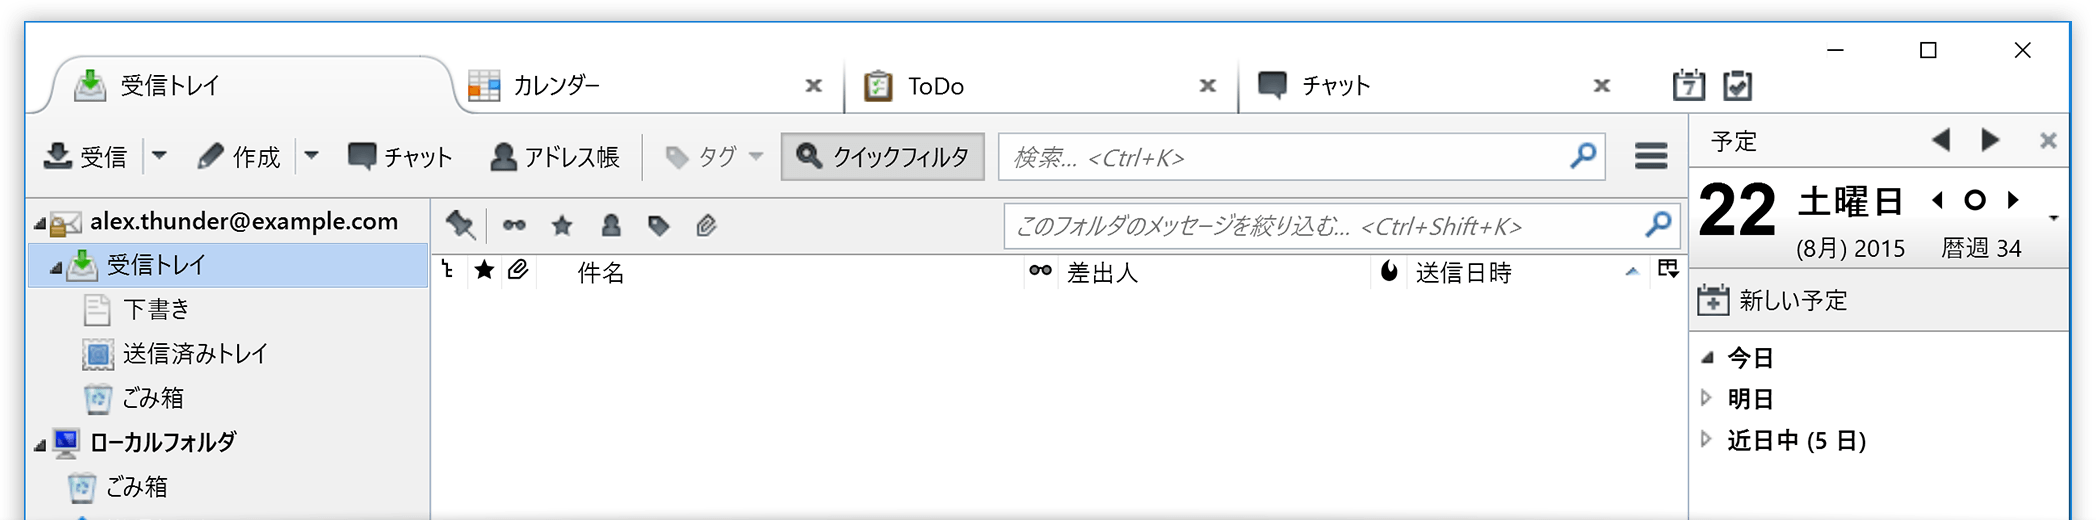 受信トレイ カレンダー ToDo チャット 7
受信 作成 チャット アドレス帳 タグ クイックフィルタ 検索... <Ctrl+K>
alex.thunder@example.com
受信トレイ
下書き
送信済みトレイ
ごみ箱
ローカルフォルダ
ごみ箱
このフォルダのメッセージを絞り込む... <Ctrl+Shift+K>
件名 差出人 送信日時
予定
22 土曜日
(8月) 2015 暦週 34
新しい予定
今日
明日
近日中 (5 日)